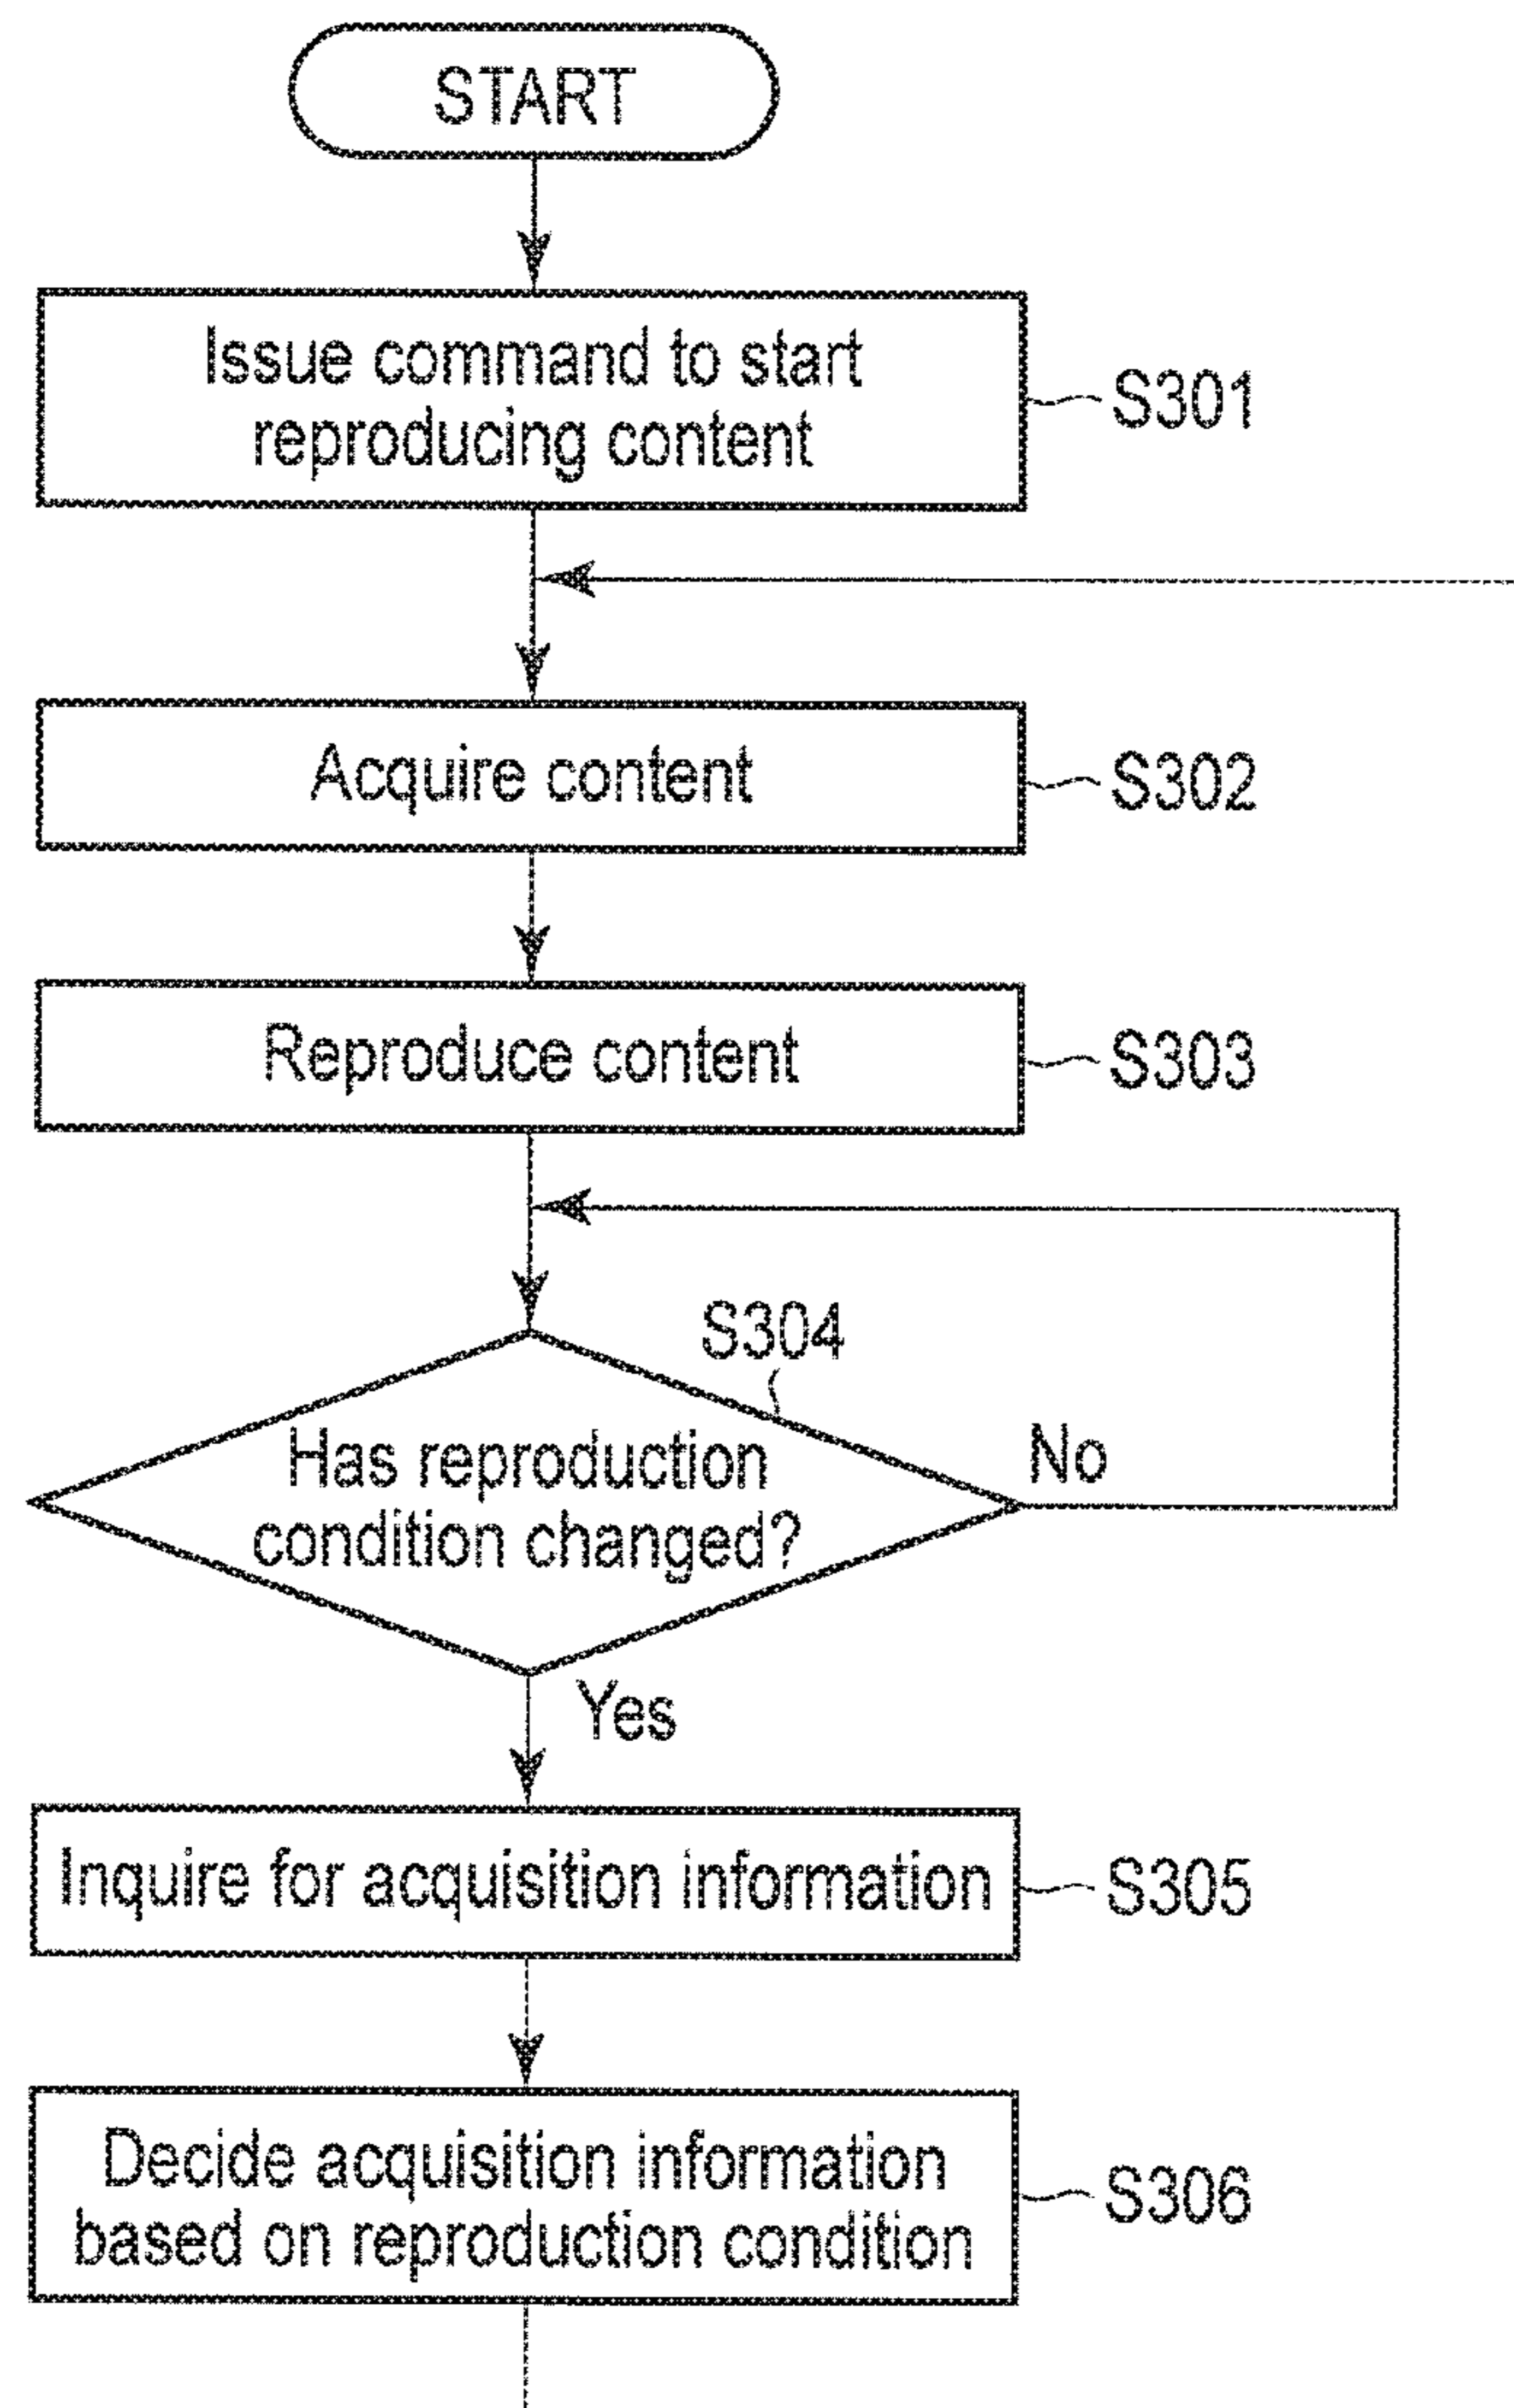 START
Issue command to start
reproducing content
S301
Acquire content
S302
Reproduce content
S303
S304
Has reproduction
condition changed?
No
Yes
Inquire for acquisition information
S305
Decide acquisition information
based on reproduction condition
S306